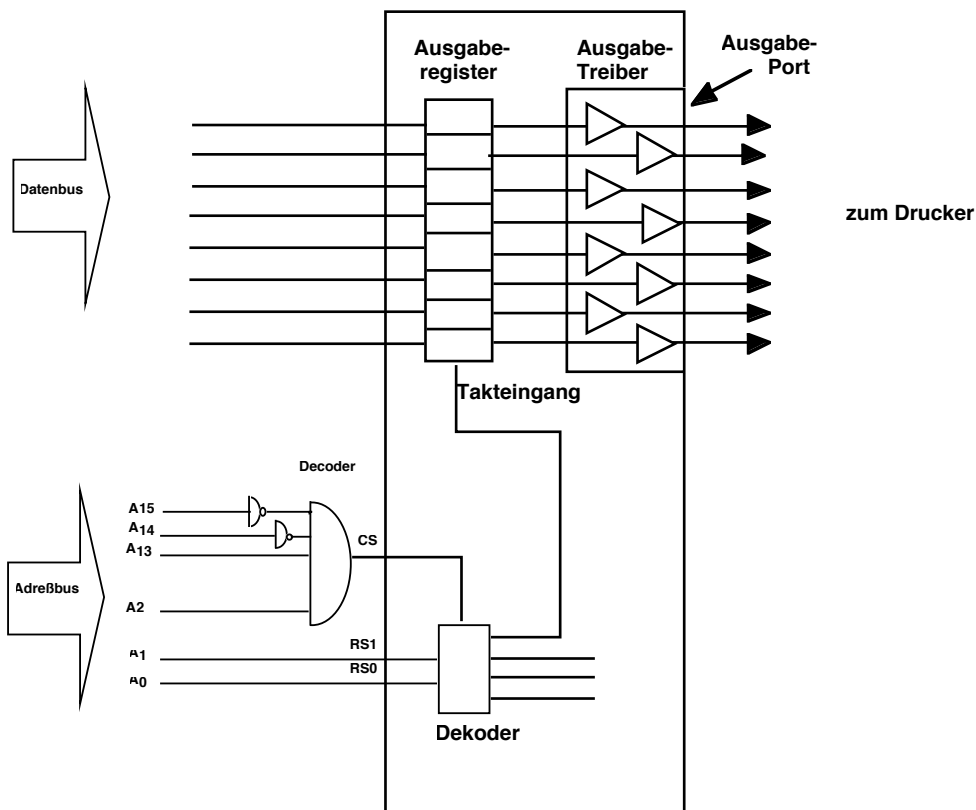 Ausgabe-
register
Ausgabe-
Treiber
Ausgabe-
Port
Datenbus
zum Drucker
Takteingang
Decoder
A15
A14
A13
CS
Adreßbus
A2
A1
RS1
RS0
A0
Dekoder